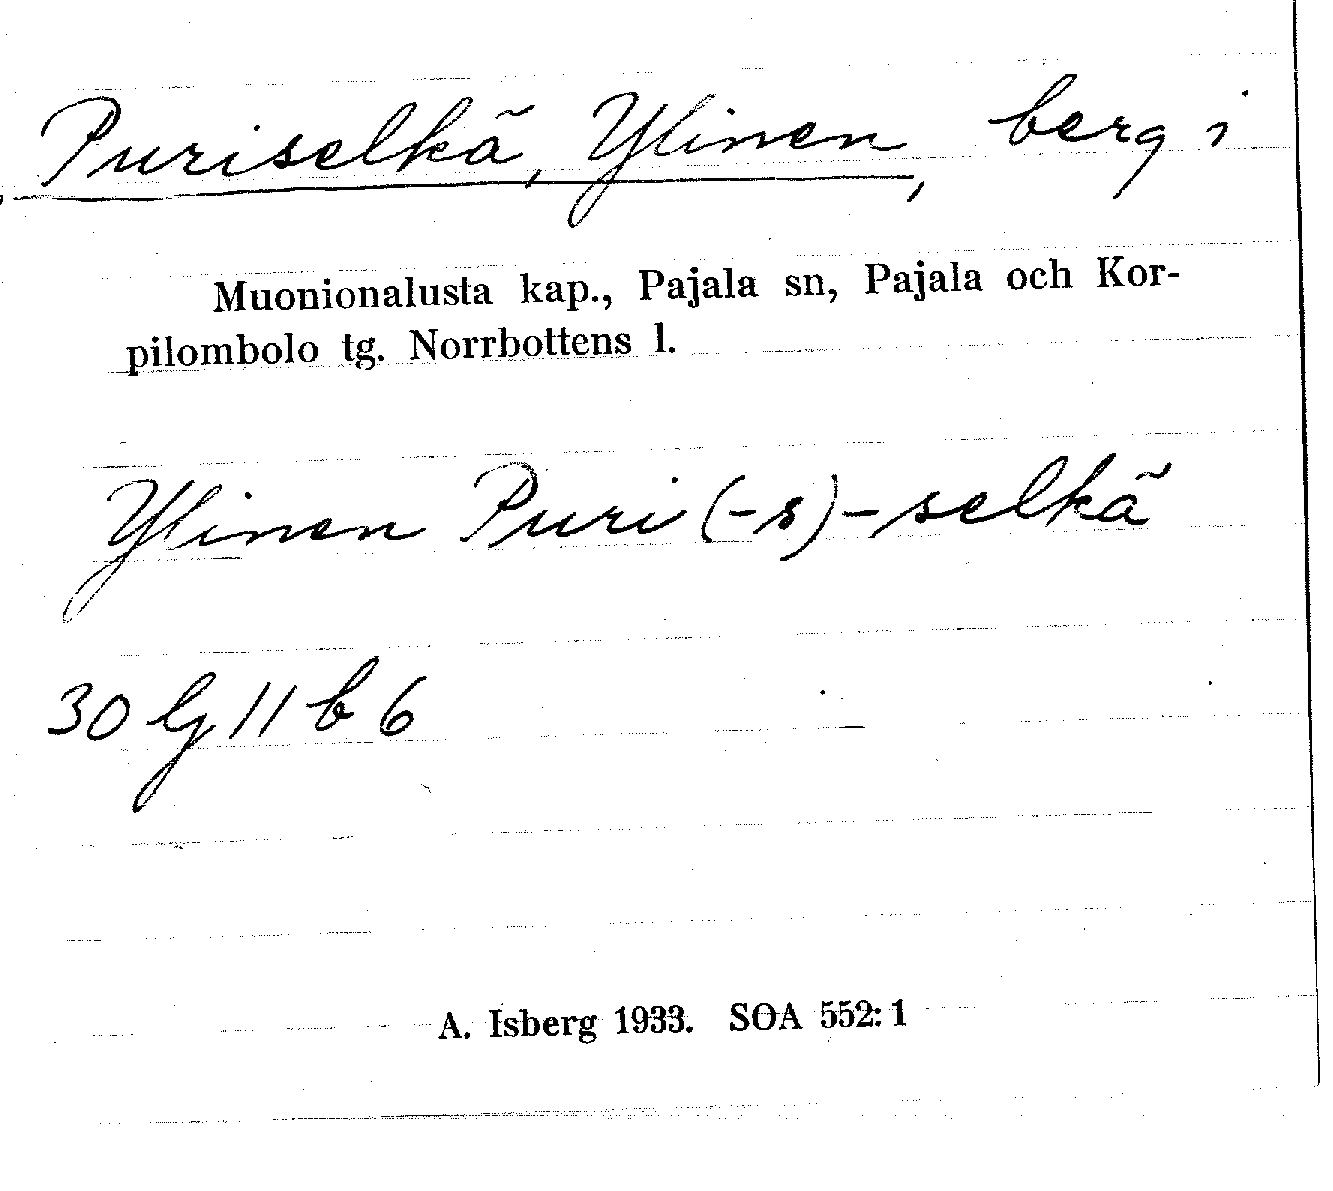 Puriselkä, Ylinen, berg i
Muonionalusta kap., Pajala sn, Pajala och Kor-
pilombolo tg. Norrbottens l.
Ylinen Puri(-s)-selkä
30 Lj 11 b 6
A. Isberg 1933. SOA 552:1